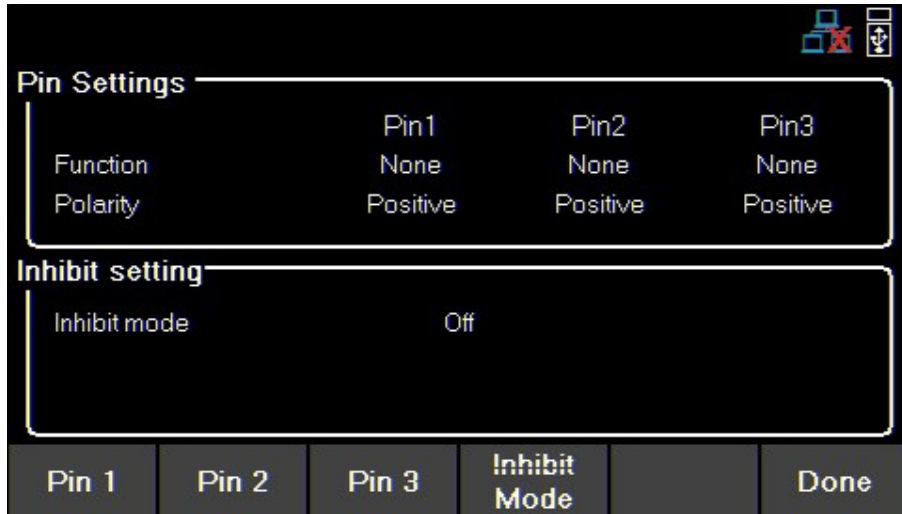 Pin Settings
Pin1 Pin2 Pin3
Function None None None
Polarity Positive Positive Positive
Inhibit setting
Inhibit mode Off
Pin 1 Pin 2 Pin 3 Inhibit Mode Done